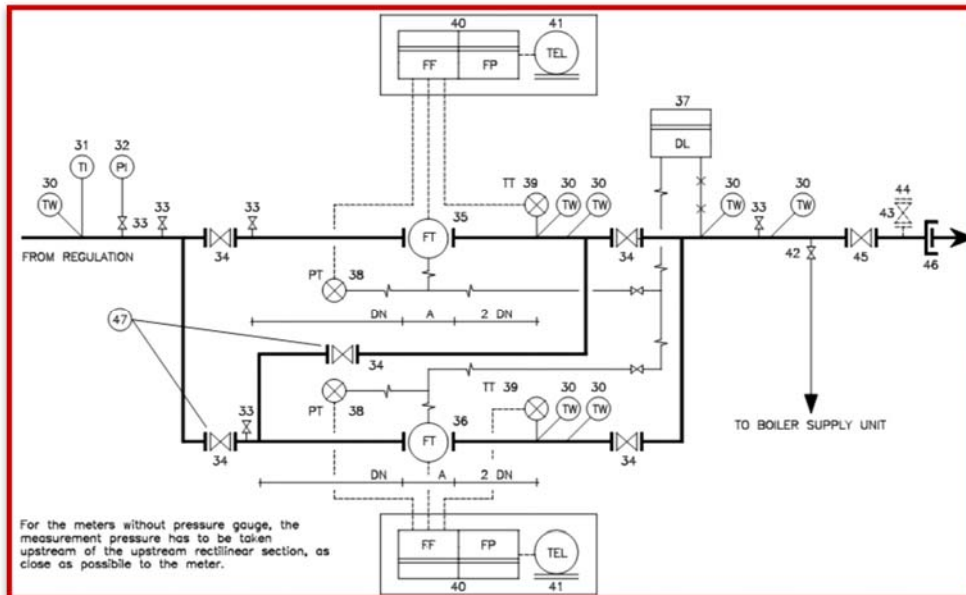 40 41
FF FP TEL
37
DL
31 32
TI PI
30
TW
33 33 33
34
FROM REGULATION
35
FT
TT 39 30 30
TW TW
34
30 33 30
TW TW
44
43
42 45 46
PT 38
DN A 2 DN
47
34
PT 38
33
34
36
FT
TT 39 30 30
TW TW
34
DN A 2 DN
TO BOILER SUPPLY UNIT
For the meters without pressure gauge, the
measurement pressure has to be taken
upstream of the upstream rectilinear section, as
close as possibile to the meter.
FF FP TEL
40 41